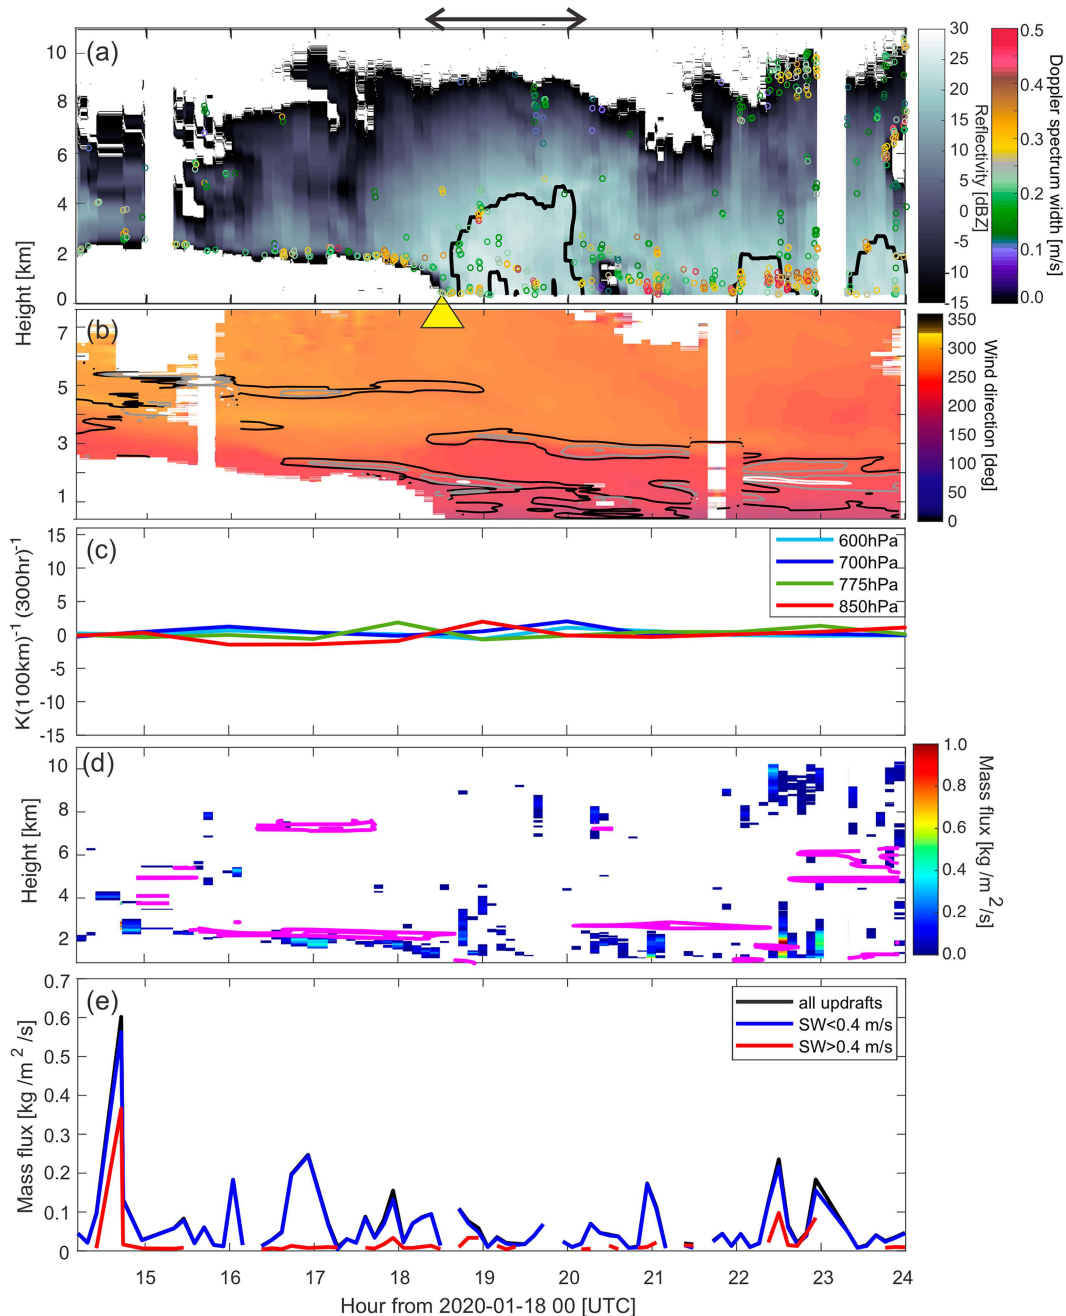 (a)
10
8
6
4
2
0
Height [km]
30
25
20
15
10
5
0
-5
-10
-15
Reflectivity [dBZ]
0.5
0.4
0.3
0.2
0.1
0.0
Doppler spectrum width [m/s]
(b)
7
5
3
1
350
300
250
200
150
100
50
0
Wind direction [deg]
(c)
15
10
5
0
-5
-10
-15
K(100km)⁻¹ (300hr)⁻¹
600hPa
700hPa
775hPa
850hPa
(d)
10
8
6
4
2
Height [km]
1.0
0.8
0.6
0.4
0.2
0.0
Mass flux [kg /m²/s]
(e)
0.7
0.6
0.5
0.4
0.3
0.2
0.1
0
Mass flux [kg /m² /s]
all updrafts
SW<0.4 m/s
SW>0.4 m/s
15 16 17 18 19 20 21 22 23 24
Hour from 2020-01-18 00 [UTC]